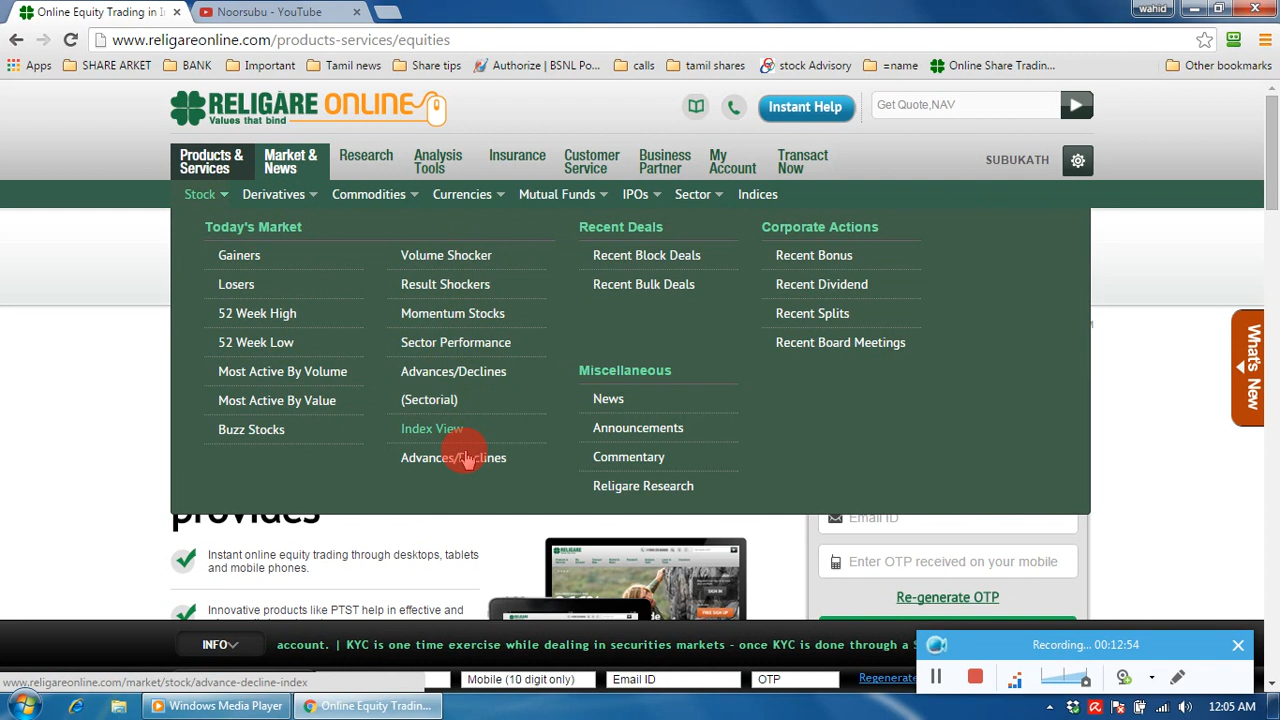 Online Equity Trading in I
Noorsubu - YouTube
wahid
www.religareonline.com/products-services/equities
Apps
SHARE ARKET
BANK
Important
Tamil news
Share tips
Authorize | BSNL Po...
calls
tamil shares
stock Advisory
=name
Online Share Tradin...
Other bookmarks
RELIGARE ONLINE
Values that bind
Instant Help
Get Quote,NAV
Products & Services
Market & News
Research
Analysis Tools
Insurance
Customer Service
Business Partner
My Account
Transact Now
SUBUKATH
Stock
Derivatives
Commodities
Currencies
Mutual Funds
IPOs
Sector
Indices
Today's Market
Gainers
Losers
52 Week High
52 Week Low
Most Active By Volume
Most Active By Value
Buzz Stocks
Volume Shocker
Result Shockers
Momentum Stocks
Sector Performance
Advances/Declines
(Sectorial)
Index View
Advances/Declines
Recent Deals
Recent Block Deals
Recent Bulk Deals
Miscellaneous
News
Announcements
Commentary
Religare Research
Corporate Actions
Recent Bonus
Recent Dividend
Recent Splits
Recent Board Meetings
What's New
provides
Instant online equity trading through desktops, tablets
and mobile phones.
Innovative products like PTST help in effective and
Email ID
Enter OTP received on your mobile
Re-generate OTP
INFO
account. | KYC is one time exercise while dealing in securities markets - once KYC is done through a S
Recording... 00:12:54
www.religareonline.com/market/stock/advance-decline-index
Mobile (10 digit only)
Email ID
OTP
Regenerate
Windows Media Player
Online Equity Tradin...
12:05 AM